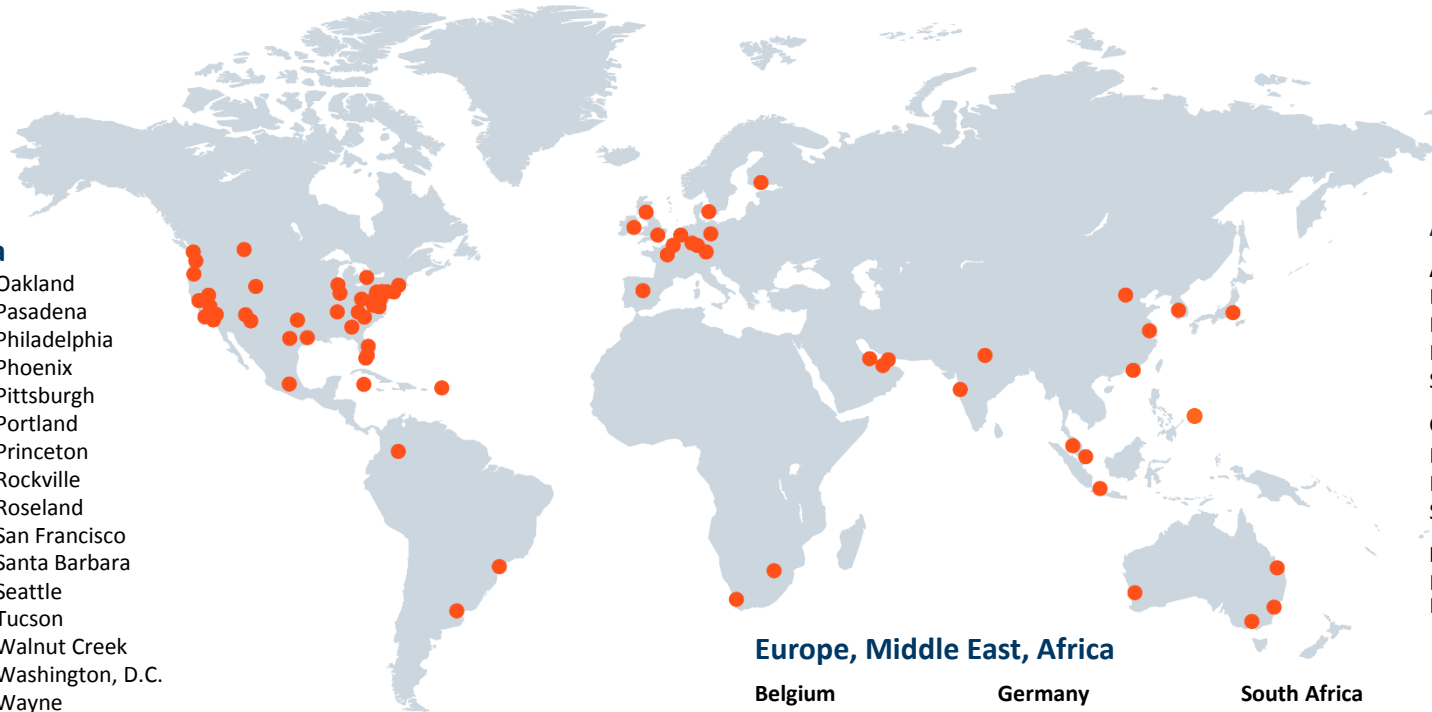 Oakland
Pasadena
Philadelphia
Phoenix
Pittsburgh
Portland
Princeton
Rockville
Roseland
San Francisco
Santa Barbara
Seattle
Tucson
Walnut Creek
Washington, D.C.
Wayne
Europe, Middle East, Africa
Belgium
Germany
South Africa